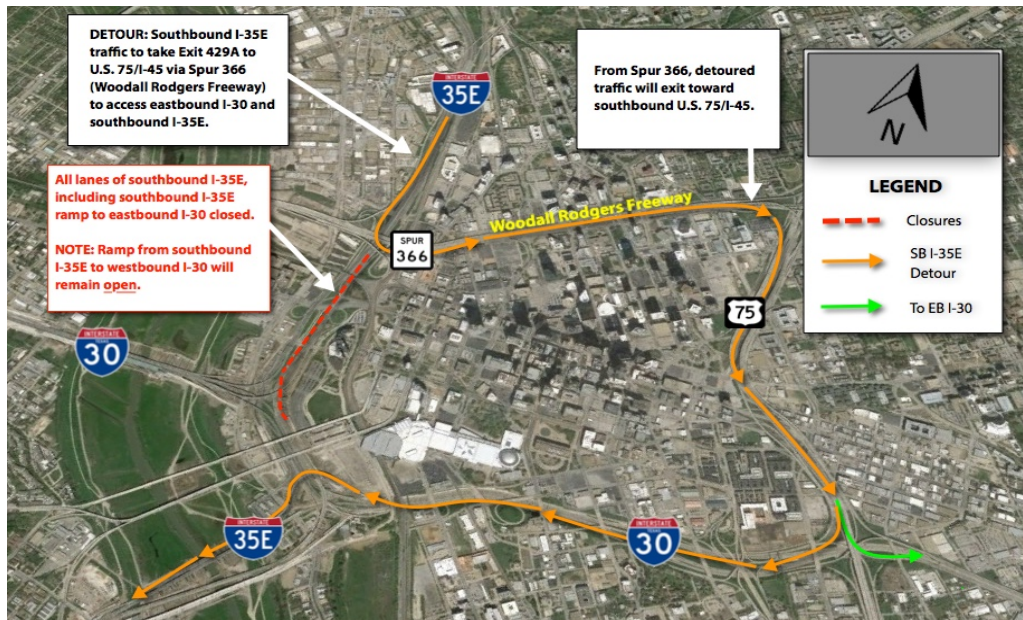 DETOUR: Southbound I-35E
traffic to take Exit 429A to
U.S. 75/I-45 via Spur 366
(Woodall Rodgers Freeway)
to access eastbound I-30 and
southbound I-35E.
INTERSTATE
35E
From Spur 366, detoured
traffic will exit toward
southbound U.S. 75/I-45.
N
All lanes of southbound I-35E,
including southbound I-35E
ramp to eastbound I-30 closed.
NOTE: Ramp from southbound
I-35E to westbound I-30 will
remain open.
Woodall Rodgers Freeway
SPUR
366
LEGEND
Closures
SB I-35E
Detour
To EB I-30
75
INTERSTATE
TEXAS
30
INTERSTATE
35E
INTERSTATE
TEXAS
30